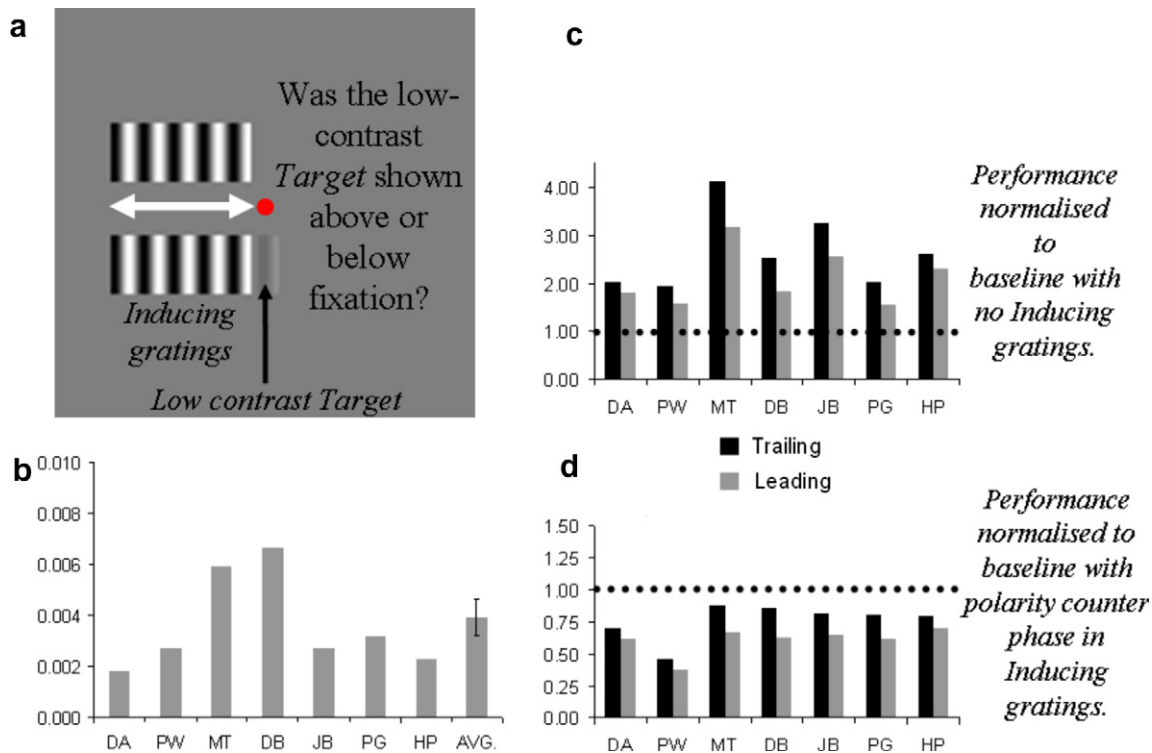 a
Was the low-
contrast
Target shown
above or
below
fixation?
Inducing
gratings
Low contrast Target
b
0.010
0.008
0.006
0.004
0.002
0.000
DA PW MT DB JB PG HP AVG.
c
4.00
3.00
2.00
1.00
0.00
DA PW MT DB JB PG HP
Performance
normalised
to
baseline with
no Inducing
gratings.
Trailing
Leading
d
1.50
1.25
1.00
0.75
0.50
0.25
0.00
DA PW MT DB JB PG HP
Performance
normalised to
baseline with
polarity counter
phase in
Inducing
gratings.